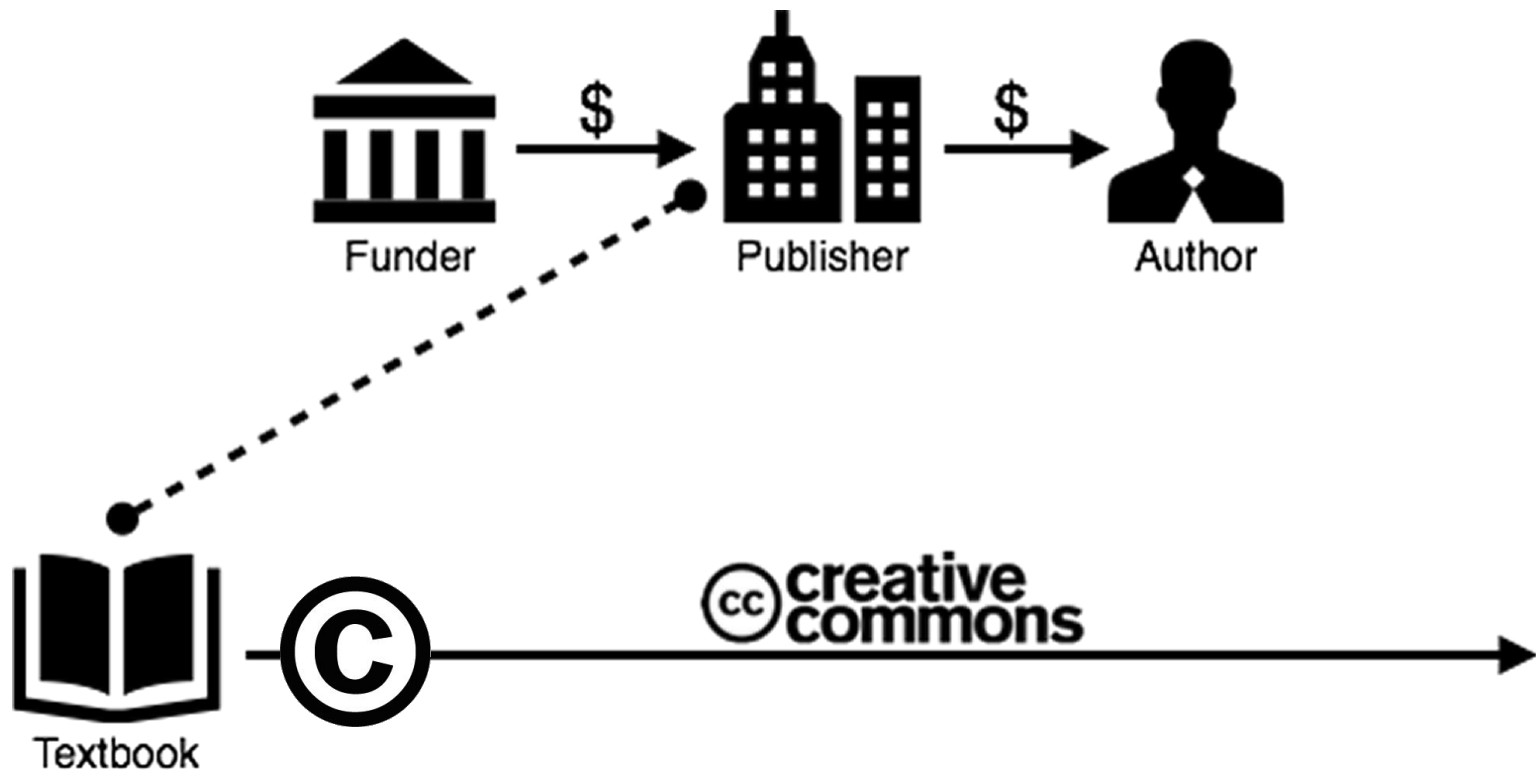 $
$
Funder
Publisher
Author
cc creative
commons
©
Textbook